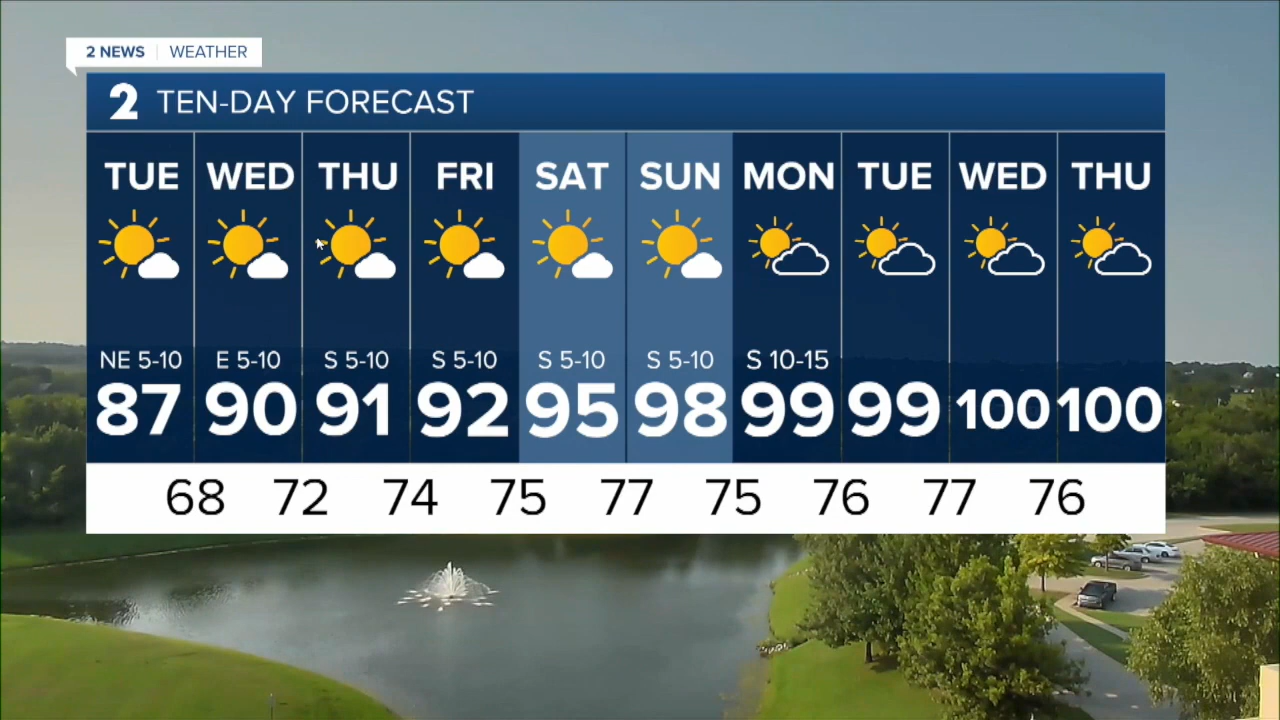 2 NEWS | WEATHER
2 TEN-DAY FORECAST
TUE WED THU FRI SAT SUN MON TUE WED THU
NE 5-10 E 5-10 S 5-10 S 5-10 S 5-10 S 5-10 S 10-15
87 90 91 92 95 98 99 99 100 100
68 72 74 75 77 75 76 77 76